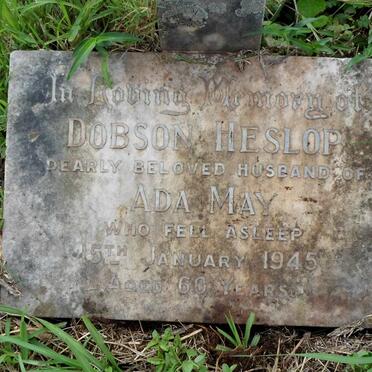 In Loving Memory of
DOBSON HESLOP
DEARLY BELOVED HUSBAND OF
ADA MAY
WHO FELL ASLEEP
15TH JANUARY 1945
AGED 60 YEARS